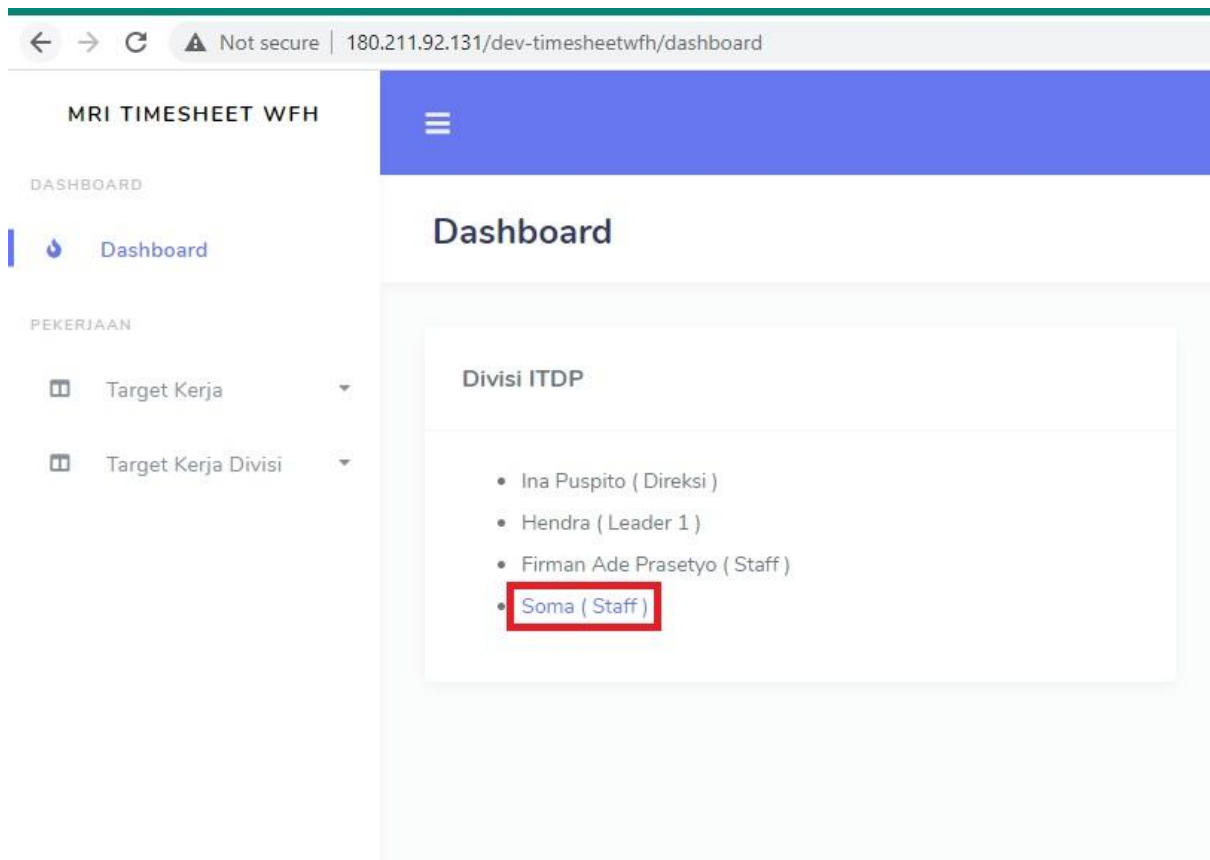 Not secure | 180.211.92.131/dev-timesheetwfh/dashboard
MRI TIMESHEET WFH
DASHBOARD
Dashboard
PEKERJAAN
Target Kerja
Target Kerja Divisi
Dashboard
Divisi ITDP
• Ina Puspito ( Direksi )
• Hendra ( Leader 1 )
• Firman Ade Prasetyo ( Staff )
• Soma ( Staff )